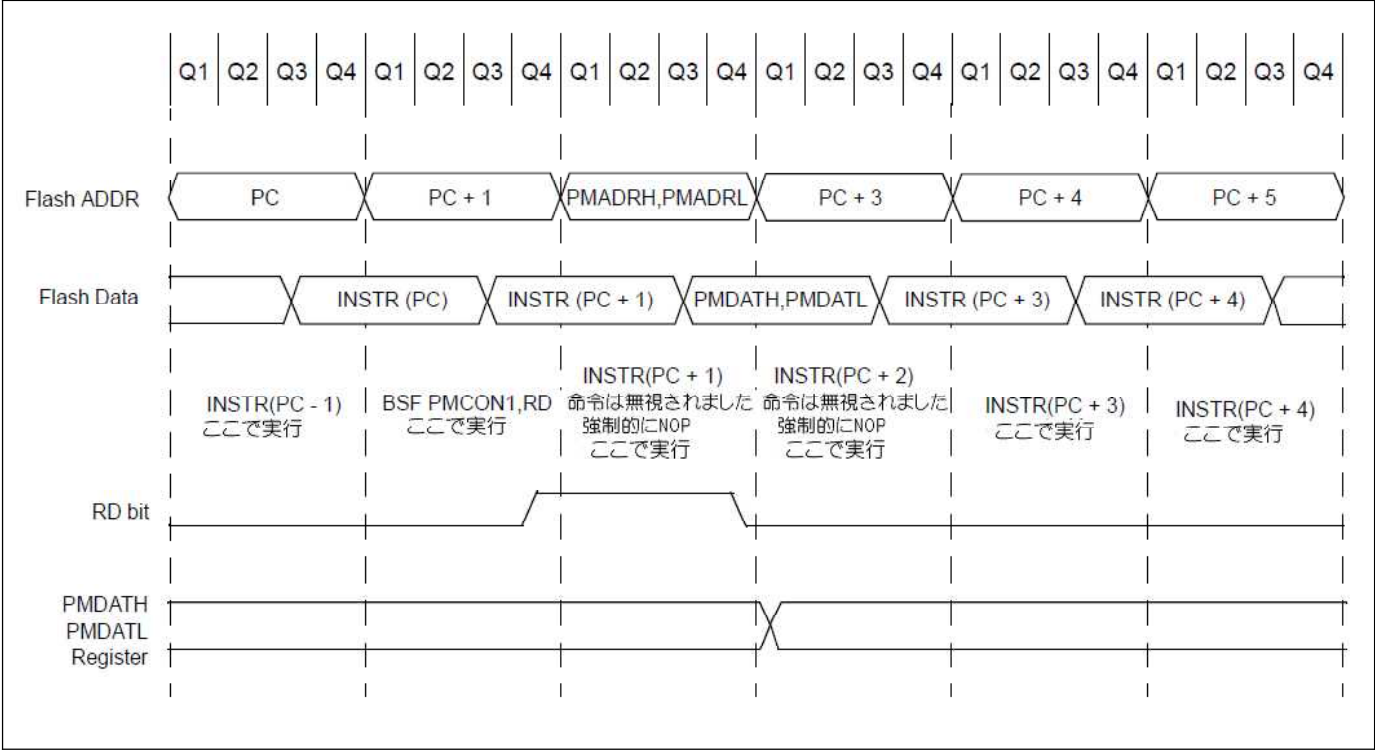 Q1 Q2 Q3 Q4 Q1 Q2 Q3 Q4 Q1 Q2 Q3 Q4 Q1 Q2 Q3 Q4 Q1 Q2 Q3 Q4 Q1 Q2 Q3 Q4
Flash ADDR PC PC + 1 PMADRH,PMADRL PC + 3 PC + 4 PC + 5
Flash Data INSTR (PC) INSTR (PC + 1) PMDATH,PMDATL INSTR (PC + 3) INSTR (PC + 4)
INSTR(PC - 1)
ここで実行
BSF PMCON1,RD
ここで実行
INSTR(PC + 1)
命令は無視されました
強制的にNOP
ここで実行
INSTR(PC + 2)
命令は無視されました
強制的にNOP
ここで実行
INSTR(PC + 3)
ここで実行
INSTR(PC + 4)
ここで実行
RD bit
PMDATH
PMDATL
Register